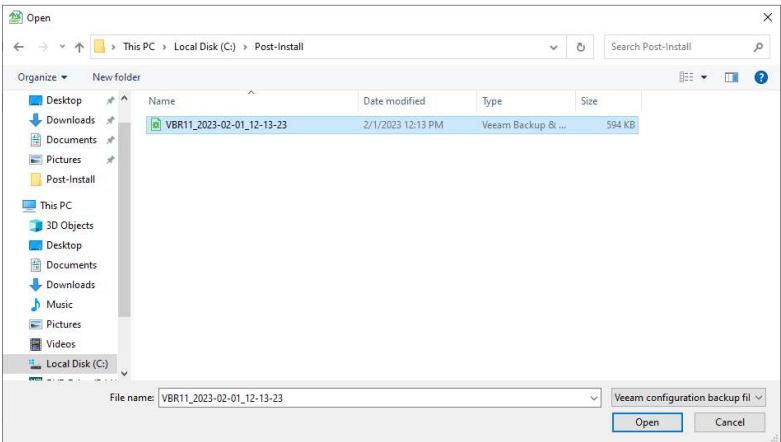 Open
This PC > Local Disk (C:) > Post-Install
Search Post-Install
Organize
New folder
Desktop
Downloads
Documents
Pictures
Post-Install
This PC
3D Objects
Desktop
Documents
Downloads
Music
Pictures
Videos
Local Disk (C:)
Name Date modified Type Size
VBR11_2023-02-01_12-13-23 2/1/2023 12:13 PM Veeam Backup & ... 594 KB
File name: VBR11_2023-02-01_12-13-23
Veeam configuration backup fil
Open
Cancel